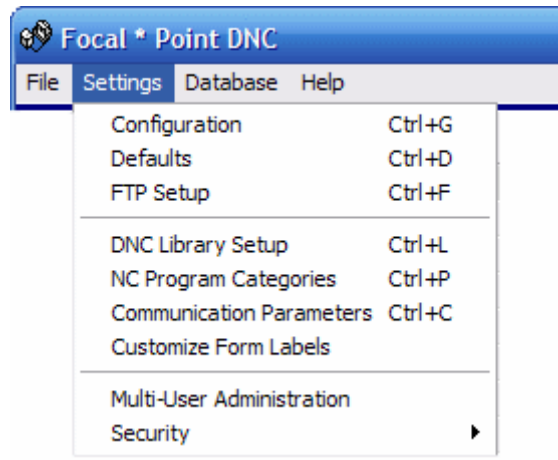 Focal * Point DNC
File Settings Database Help
Configuration Ctrl+G
Defaults Ctrl+D
FTP Setup Ctrl+F
DNC Library Setup Ctrl+L
NC Program Categories Ctrl+P
Communication Parameters Ctrl+C
Customize Form Labels
Multi-User Administration
Security